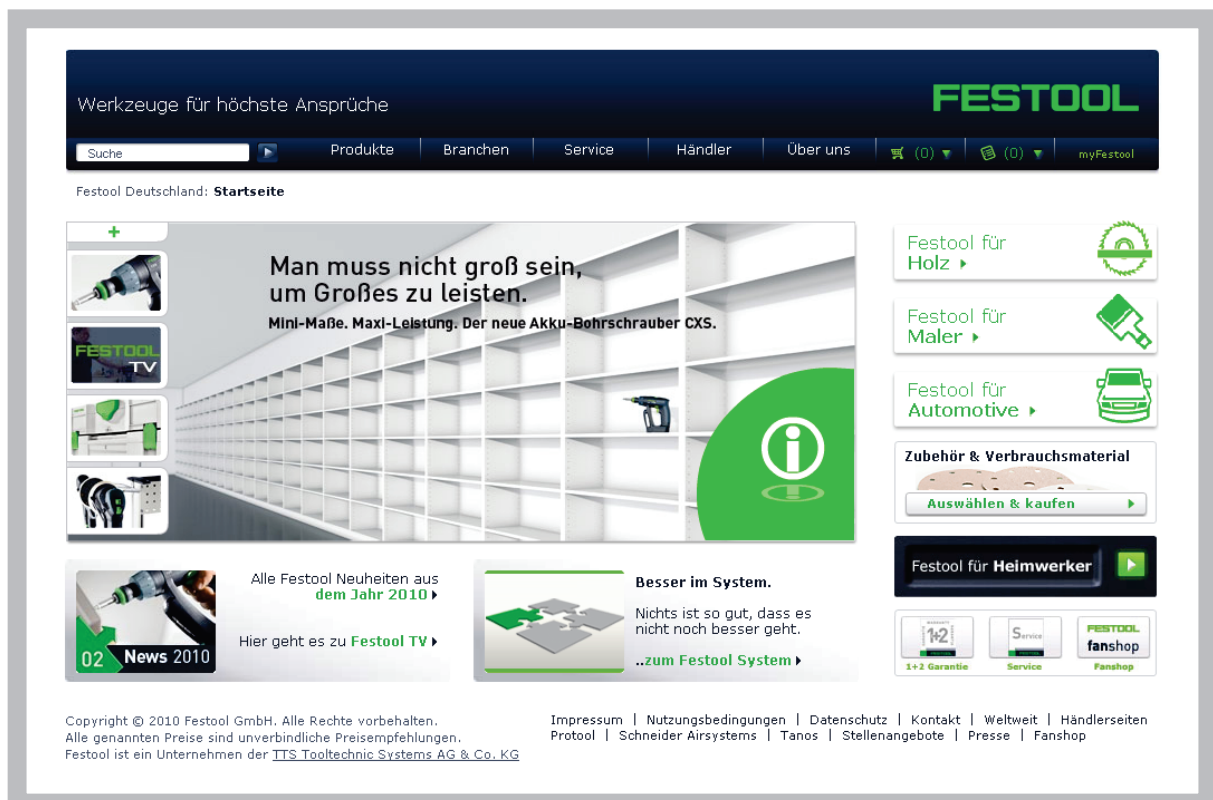 Werkzeuge für höchste Ansprüche
FESTOOL
Suche
Produkte
Branchen
Service
Händler
Über uns
(0)
(0)
myFestool
Festool Deutschland: Startseite
+
FESTOOL
TV
Man muss nicht groß sein,
um Großes zu leisten.
Mini-Maße. Maxi-Leistung. Der neue Akku-Bohrschrauber CXS.
i
Festool für
Holz
Festool für
Maler
Festool für
Automotive
Zubehör & Verbrauchsmaterial
Auswählen & kaufen
Festool für Heimwerker
1+2
1+2 Garantie
Service
Service
FESTOOL
fanshop
Fanshop
02 News 2010
Alle Festool Neuheiten aus
dem Jahr 2010
Hier geht es zu Festool TV
Besser im System.
Nichts ist so gut, dass es
nicht noch besser geht.
..zum Festool System
Copyright © 2010 Festool GmbH. Alle Rechte vorbehalten.
Alle genannten Preise sind unverbindliche Preisempfehlungen.
Festool ist ein Unternehmen der TTS Tooltechnic Systems AG & Co. KG
Impressum | Nutzungsbedingungen | Datenschutz | Kontakt | Weltweit | Händlerseiten
Protool | Schneider Airsystems | Tanos | Stellenangebote | Presse | Fanshop